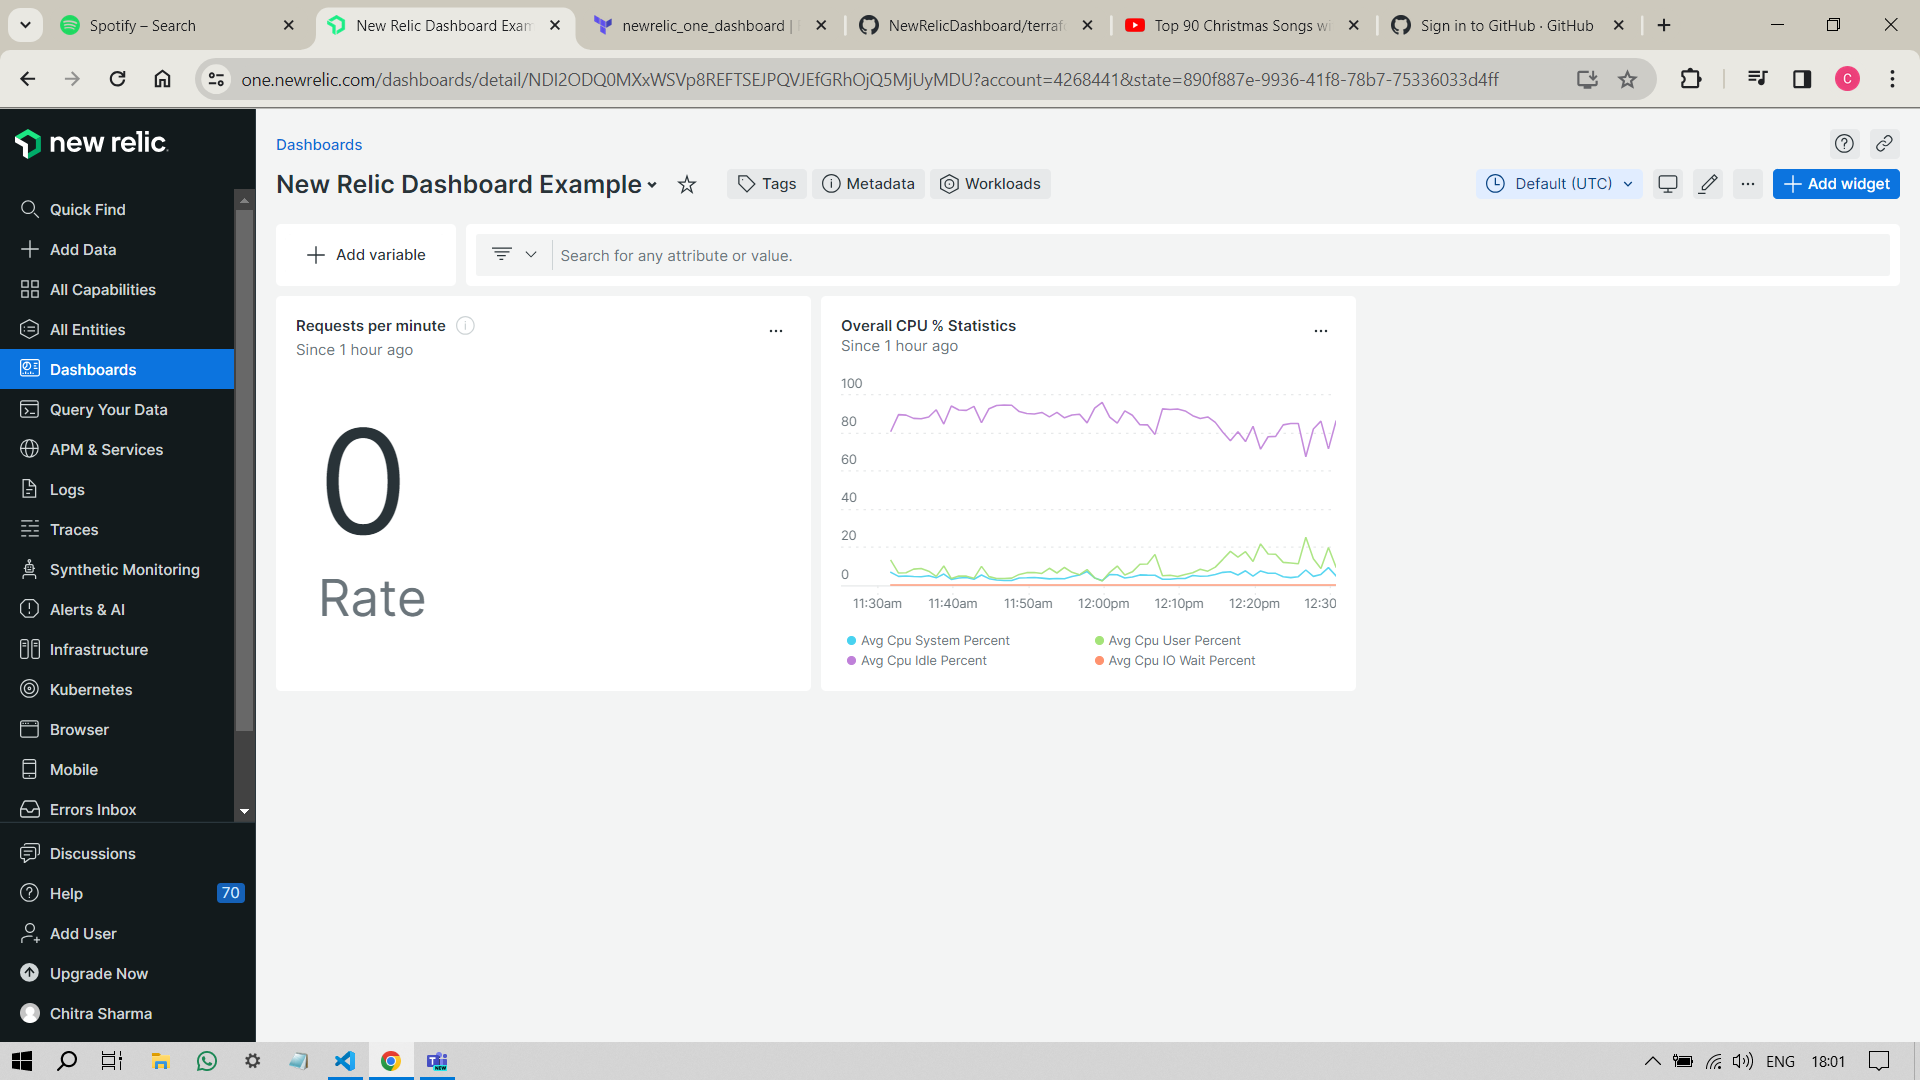 Spotify – Search
New Relic Dashboard Exam
newrelic_one_dashboard |
NewRelicDashboard/terraf
Top 90 Christmas Songs wi
Sign in to GitHub · GitHub
one.newrelic.com/dashboards/detail/NDI2ODQ0MXxWSVp8REFTSEJPQVJEfGRhOjQ5MjUyMDU?account=4268441&state=890f887e-9936-41f8-78b7-75336033d4ff
C
new relic.
Quick Find
Add Data
All Capabilities
All Entities
Dashboards
Query Your Data
APM & Services
Logs
Traces
Synthetic Monitoring
Alerts & AI
Infrastructure
Kubernetes
Browser
Mobile
Errors Inbox
Discussions
Help 70
Add User
Upgrade Now
Chitra Sharma
Dashboards
New Relic Dashboard Example
Tags
Metadata
Workloads
Default (UTC)
Add widget
Add variable
Search for any attribute or value.
Requests per minute
Since 1 hour ago
0
Rate
Overall CPU % Statistics
Since 1 hour ago
100
80
60
40
20
0
11:30am 11:40am 11:50am 12:00pm 12:10pm 12:20pm 12:30
Avg Cpu System Percent Avg Cpu User Percent
Avg Cpu Idle Percent Avg Cpu IO Wait Percent
NEW
ENG 18:01